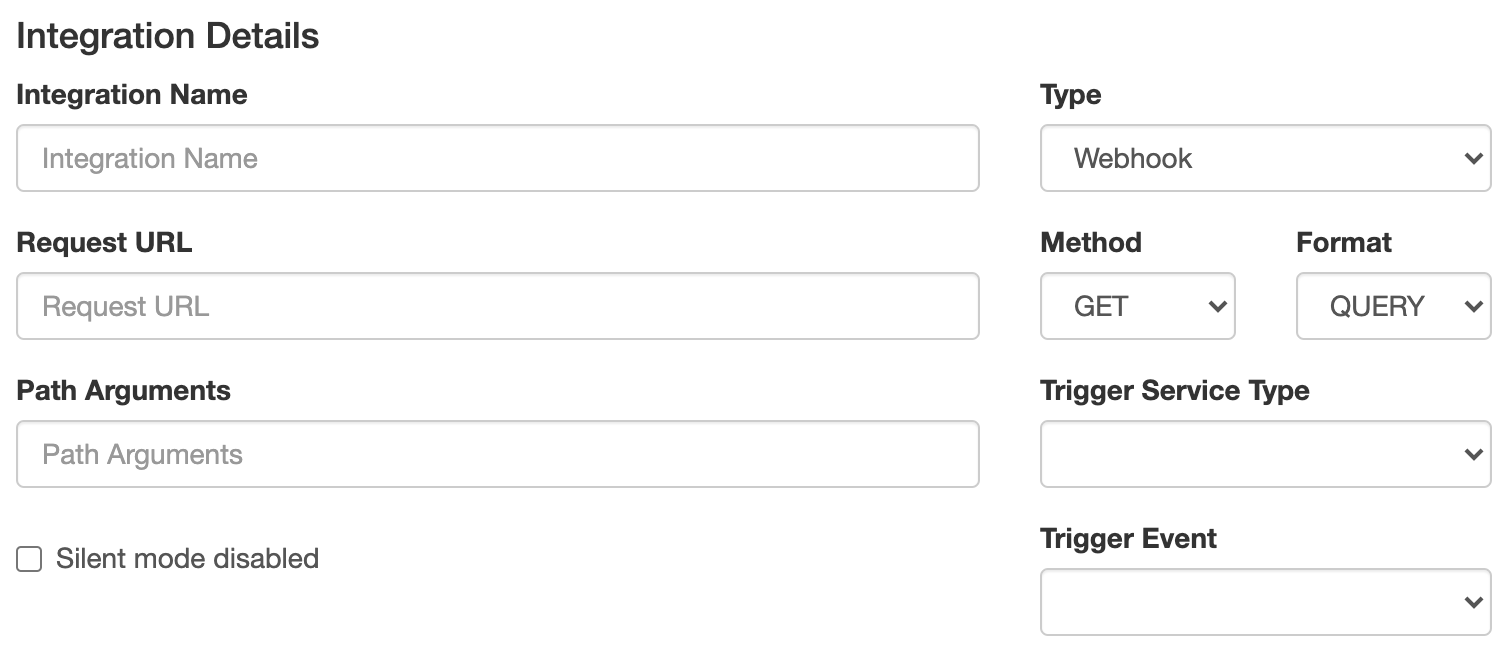 Integration Details
Integration Name
Type
Integration Name
Webhook
Request URL
Method
Format
Request URL
GET
QUERY
Path Arguments
Trigger Service Type
Path Arguments
Silent mode disabled
Trigger Event